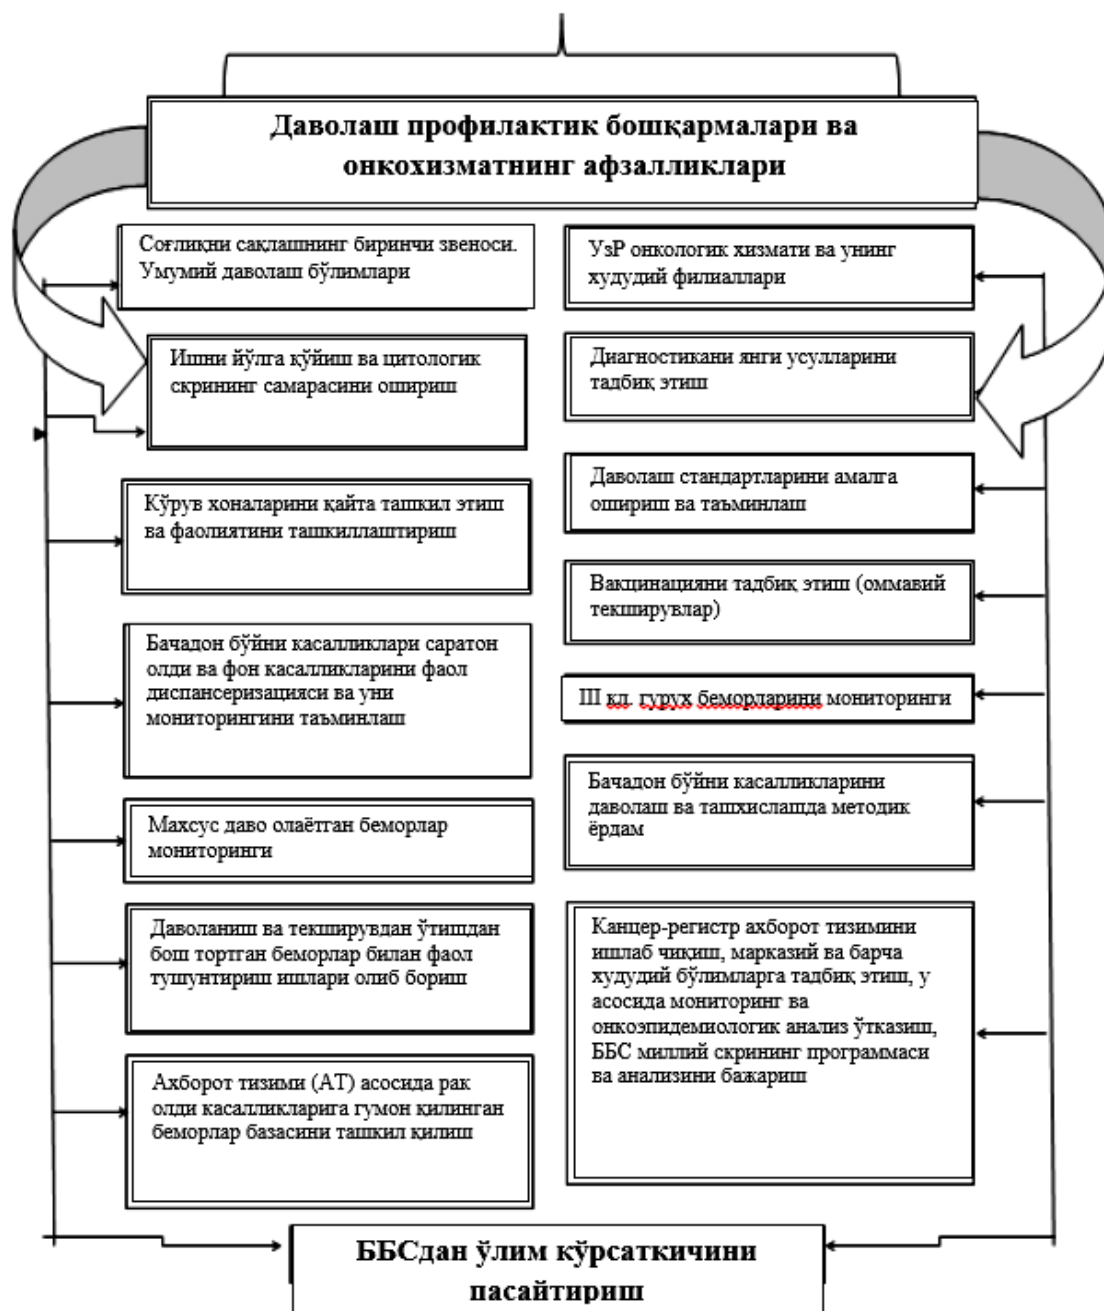 Даволаш профилактик бошқармалари ва
онкохизматнинг афзалликлари
Соғлиқни сақлашнинг биринчи звеноси.
Умумий даволаш бўлимлари
Ишни йўлга қўйиш ва цитологик
скрининг самарасини ошириш
Кўрув хоналарини қайта ташкил этиш
ва фаолиятини ташкиллаштириш
Бачадон бўйни касалликлари саратон
олди ва фон касалликларини фаол
диспансеризацияси ва уни
мониторингини таъминлаш
Махсус даво олаётган беморлар
мониторинги
Даволаниш ва текширувдан ўтишдан
бош тортган беморлар билан фаол
тушунтириш ишлари олиб бориш
Ахборот тизими (АТ) асосида рак
олди касалликларига гумон қилинган
беморлар базасини ташкил қилиш
УзР онкологик хизмати ва унинг
худудий филиаллари
Диагностикани янги усулларини
тадбиқ этиш
Даволаш стандартларини амалга
ошириш ва таъминлаш
Вакцинацияни тадбиқ этиш (оммавий
текширувлар)
III кл. гурух беморларини мониторинги
Бачадон бўйни касалликларини
даволаш ва ташхислашда методик
ёрдам
Канцер-регистр ахборот тизимини
ишлаб чиқиш, марказий ва барча
худудий бўлимларга тадбиқ этиш, у
асосида мониторинг ва
онкоэпидемиологик анализ ўтказиш,
ББС миллий скрининг программаси
ва анализини бажариш
ББСдан ўлим кўрсаткичини
пасайтириш